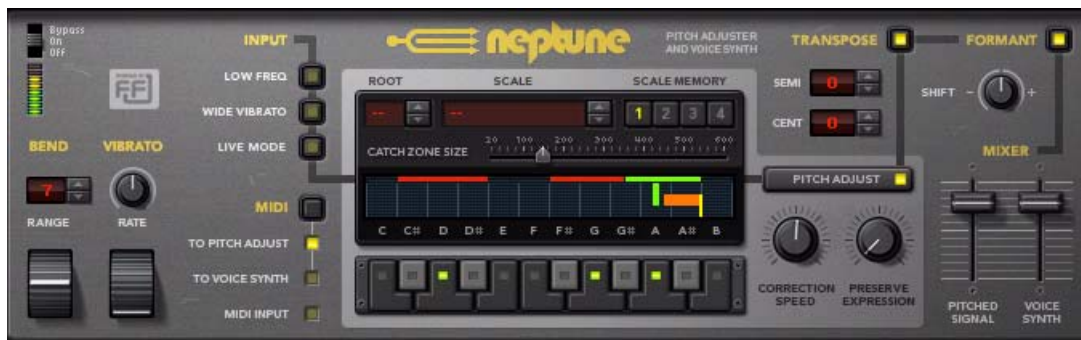 Bypass
On
Off
INPUT
LOW FREQ
WIDE VIBRATO
LIVE MODE
neptune
PITCH ADJUSTER
AND VOICE SYNTH
TRANSPOSE
SEMI 0
CENT 0
FORMANT
SHIFT - +
FF
BEND
7
RANGE
VIBRATO
RATE
MIDI
TO PITCH ADJUST
TO VOICE SYNTH
MIDI INPUT
ROOT
--
SCALE
--
SCALE MEMORY
1 2 3 4
CATCH ZONE SIZE
20 100 200 300 400 500 600
C C# D D# E F F# G G# A A# B
PITCH ADJUST
CORRECTION
SPEED
PRESERVE
EXPRESSION
MIXER
PITCHED
SIGNAL
VOICE
SYNTH